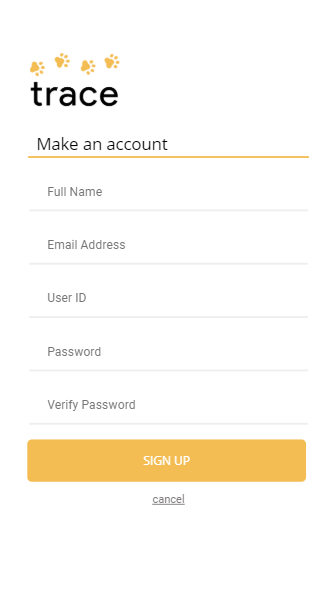 trace
Make an account
Full Name
Email Address
User ID
Password
Verify Password
SIGN UP
cancel